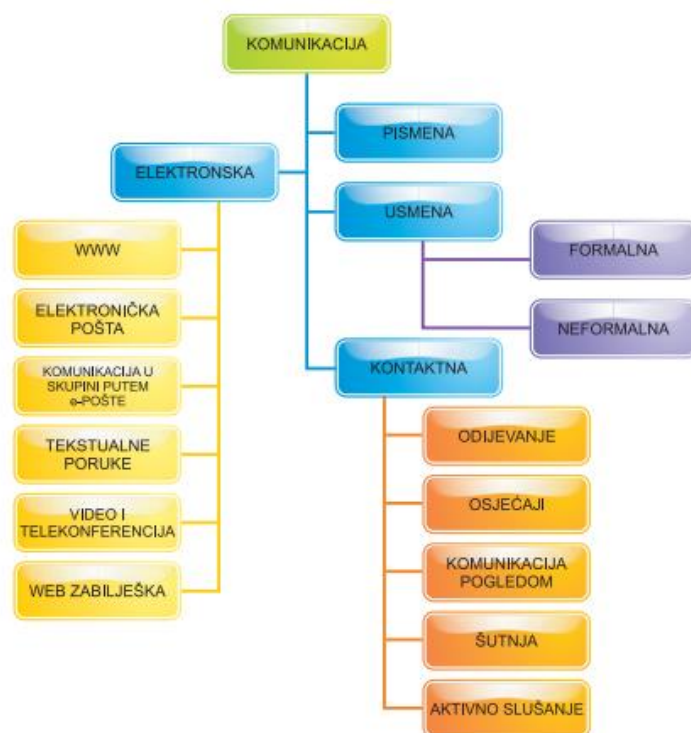 KOMUNIKACIJA
PISMENA
ELEKTRONSKA
USMENA
WWW
FORMALNA
ELEKTRONIČKA
POŠTA
NEFORMALNA
KOMUNIKACIJA U
SKUPINI PUTEM
e-POŠTE
KONTAKTNA
TEKSTUALNE
PORUKE
ODIJEVANJE
VIDEO I
TELEKONFERENCIJA
OSJEĆAJI
WEB ZABILJEŠKA
KOMUNIKACIJA
POGLEDOM
ŠUTNJA
AKTIVNO SLUŠANJE